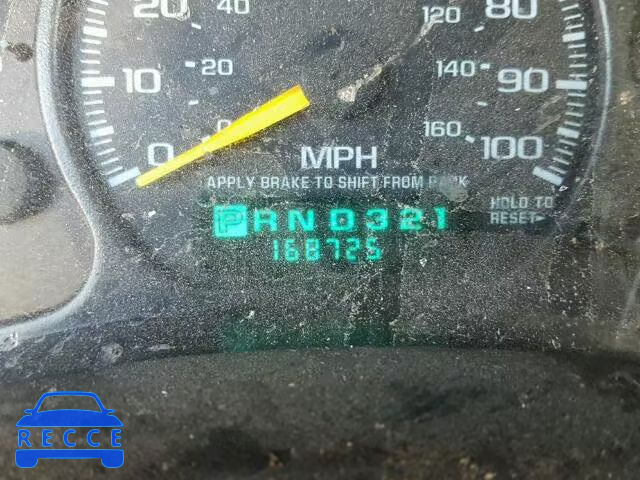 20 40 120 80
10 20 140 90
0 0 160 100
MPH
APPLY BRAKE TO SHIFT FROM PARK
HOLD TO
RESET
PRND321
168725
RECCE